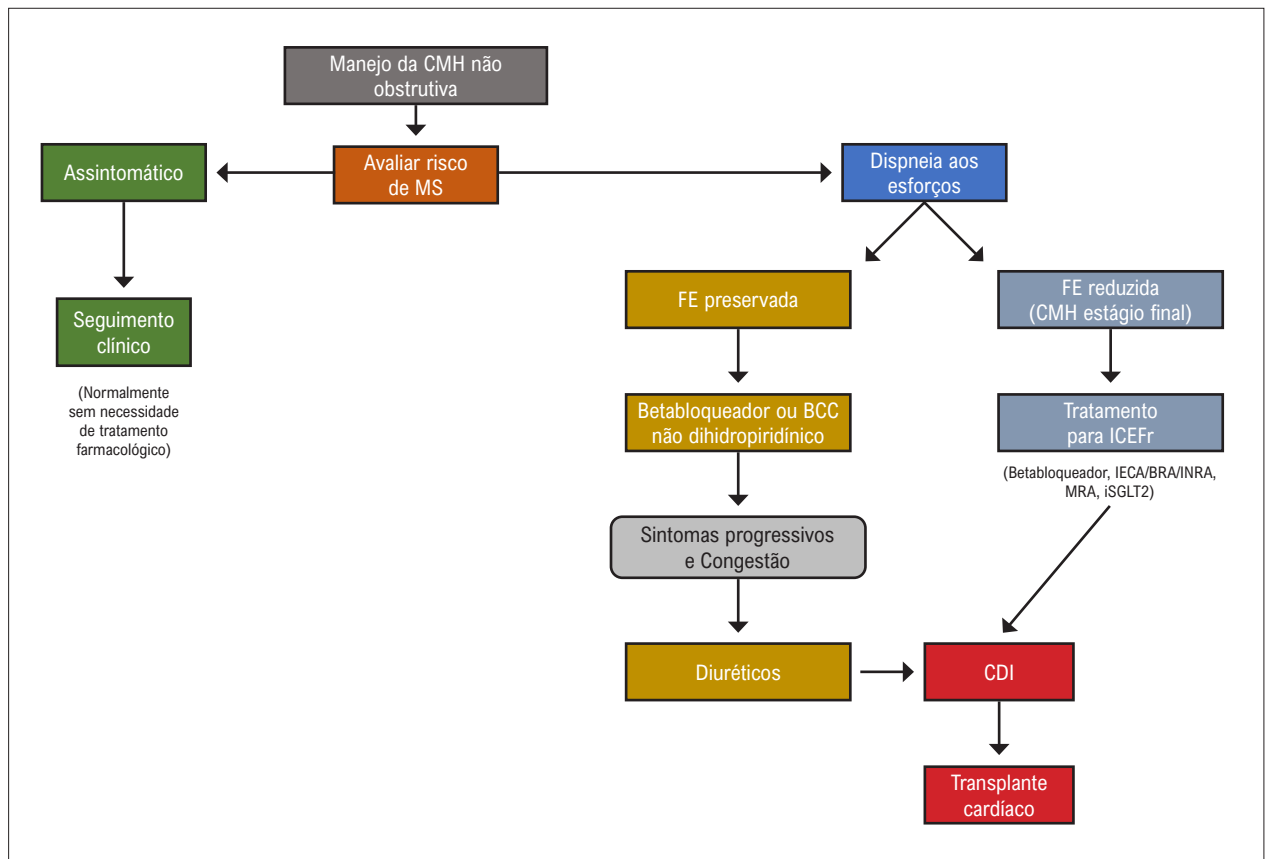 Manejo da CMH não
obstrutiva
Assintomático
Avaliar risco
de MS
Dispneia aos
esforços
Seguimento
clínico
(Normalmente
sem necessidade
de tratamento
farmacológico)
FE preservada
FE reduzida
(CMH estágio final)
Betabloqueador ou BCC
não dihidropiridínico
Tratamento
para ICEFr
(Betabloqueador, IECA/BRA/INRA,
MRA, iSGLT2)
Sintomas progressivos
e Congestão
Diuréticos
CDI
Transplante
cardíaco